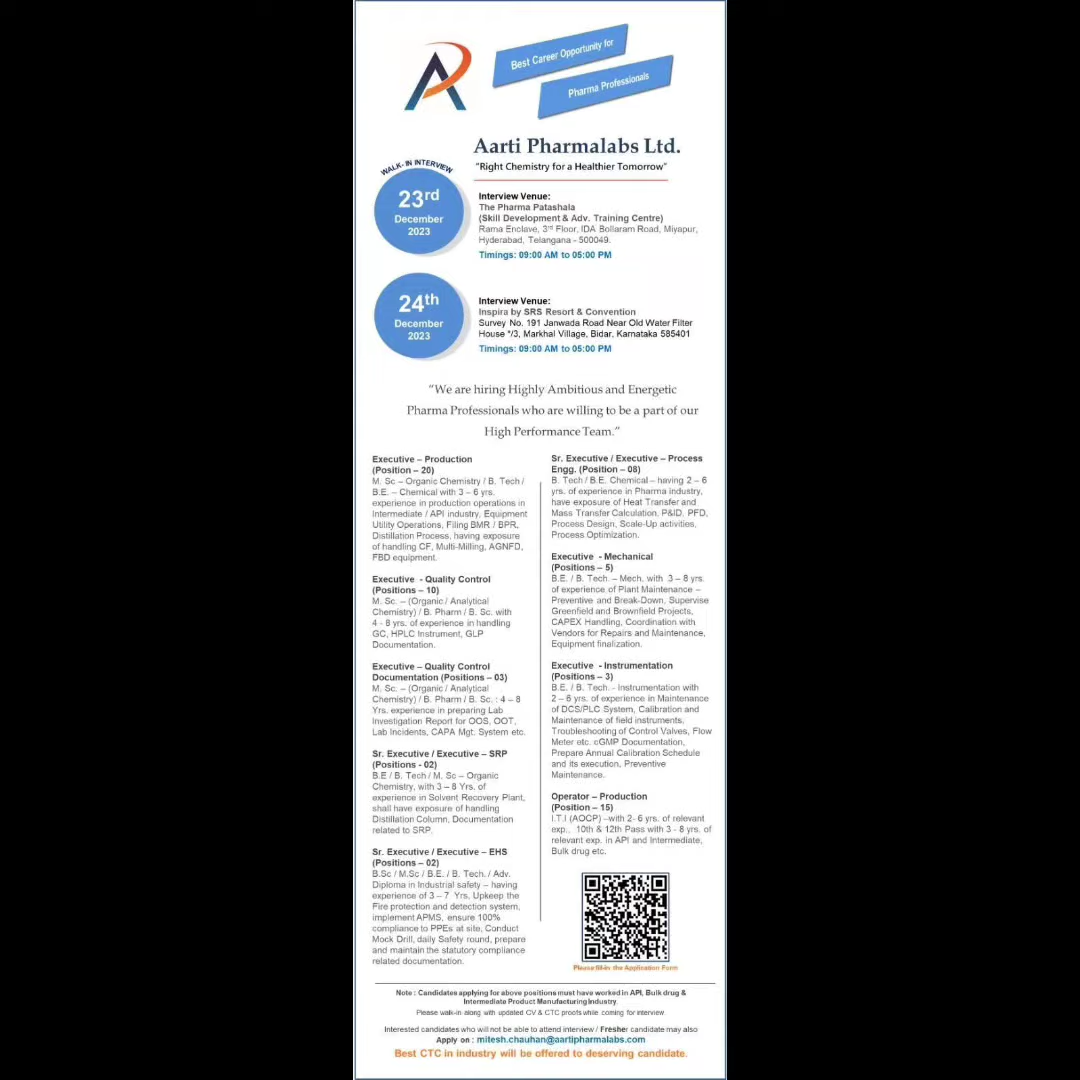 Best Career Opportunity for
Pharma Professionals
Aarti Pharmalabs Ltd.
"Right Chemistry for a Healthier Tomorrow"
WALK- IN INTERVIEW
23rd
December
2023
Interview Venue:
The Pharma Patashala
(Skill Development & Adv. Training Centre)
Rama Enclave, 3rd Floor, IDA Bollaram Road, Miyapur,
Hyderabad, Telangana - 500049.
Timings: 09:00 AM to 05:00 PM
24th
December
2023
Interview Venue:
Inspira by SRS Resort & Convention
Survey No. 191 Janwada Road Near Old Water Filter
House */3, Markhal Village, Bidar, Karnataka 585401
Timings: 09:00 AM to 05:00 PM
"We are hiring Highly Ambitious and Energetic
Pharma Professionals who are willing to be a part of our
High Performance Team."
Executive – Production
(Position – 20)
M. Sc – Organic Chemistry / B. Tech /
B.E. – Chemical with 3 – 6 yrs.
experience in production operations in
Intermediate / API industry, Equipment
Utility Operations, Filing BMR / BPR,
Distillation Process, having exposure
of handling CF, Multi-Milling, AGNFD,
FBD equipment.
Executive - Quality Control
(Positions – 10)
M. Sc. – (Organic / Analytical
Chemistry) / B. Pharm / B. Sc. with
4 - 8 yrs. of experience in handling
GC, HPLC Instrument, GLP
Documentation.
Executive – Quality Control
Documentation (Positions – 03)
M. Sc. – (Organic / Analytical
Chemistry) / B. Pharm / B. Sc. : 4 – 8
Yrs. experience in preparing Lab
Investigation Report for OOS, OOT,
Lab Incidents, CAPA Mgt. System etc.
Sr. Executive / Executive – SRP
(Positions - 02)
B.E / B. Tech / M. Sc – Organic
Chemistry, with 3 – 8 Yrs. of
experience in Solvent Recovery Plant,
shall have exposure of handling
Distillation Column, Documentation
related to SRP.
Sr. Executive / Executive – EHS
(Positions – 02)
B.Sc / M.Sc / B.E. / B. Tech. / Adv.
Diploma in Industrial safety – having
experience of 3 – 7 Yrs, Upkeep the
Fire protection and detection system,
implement APMS, ensure 100%
compliance to PPEs at site, Conduct
Mock Drill, daily Safety round, prepare
and maintain the statutory compliance
related documentation.
Sr. Executive / Executive – Process
Engg. (Position – 08)
B. Tech / B.E. Chemical – having 2 – 6
yrs. of experience in Pharma industry,
have exposure of Heat Transfer and
Mass Transfer Calculation, P&ID, PFD,
Process Design, Scale-Up activities,
Process Optimization.
Executive - Mechanical
(Positions – 5)
B.E. / B. Tech. – Mech. with 3 – 8 yrs.
of experience of Plant Maintenance –
Preventive and Break-Down, Supervise
Greenfield and Brownfield Projects,
CAPEX Handling, Coordination with
Vendors for Repairs and Maintenance,
Equipment finalization.
Executive - Instrumentation
(Positions – 3)
B.E. / B. Tech. - Instrumentation with
2 – 6 yrs. of experience in Maintenance
of DCS/PLC System, Calibration and
Maintenance of field instruments,
Troubleshooting of Control Valves, Flow
Meter etc. cGMP Documentation,
Prepare Annual Calibration Schedule
and its execution, Preventive
Maintenance.
Operator – Production
(Position – 15)
I.T.I (AOCP) –with 2- 6 yrs. of relevant
exp., 10th & 12th Pass with 3 - 8 yrs. of
relevant exp. in API and Intermediate,
Bulk drug etc.
Please fill-in the Application Form
Note : Candidates applying for above positions must have worked in API, Bulk drug &
Intermediate Product Manufacturing Industry.
Please walk-in along with updated CV & CTC proofs while coming for interview
Interested candidates who will not be able to attend interview / Fresher candidate may also
Apply on : mitesh.chauhan@aartipharmalabs.com
Best CTC in industry will be offered to deserving candidate.